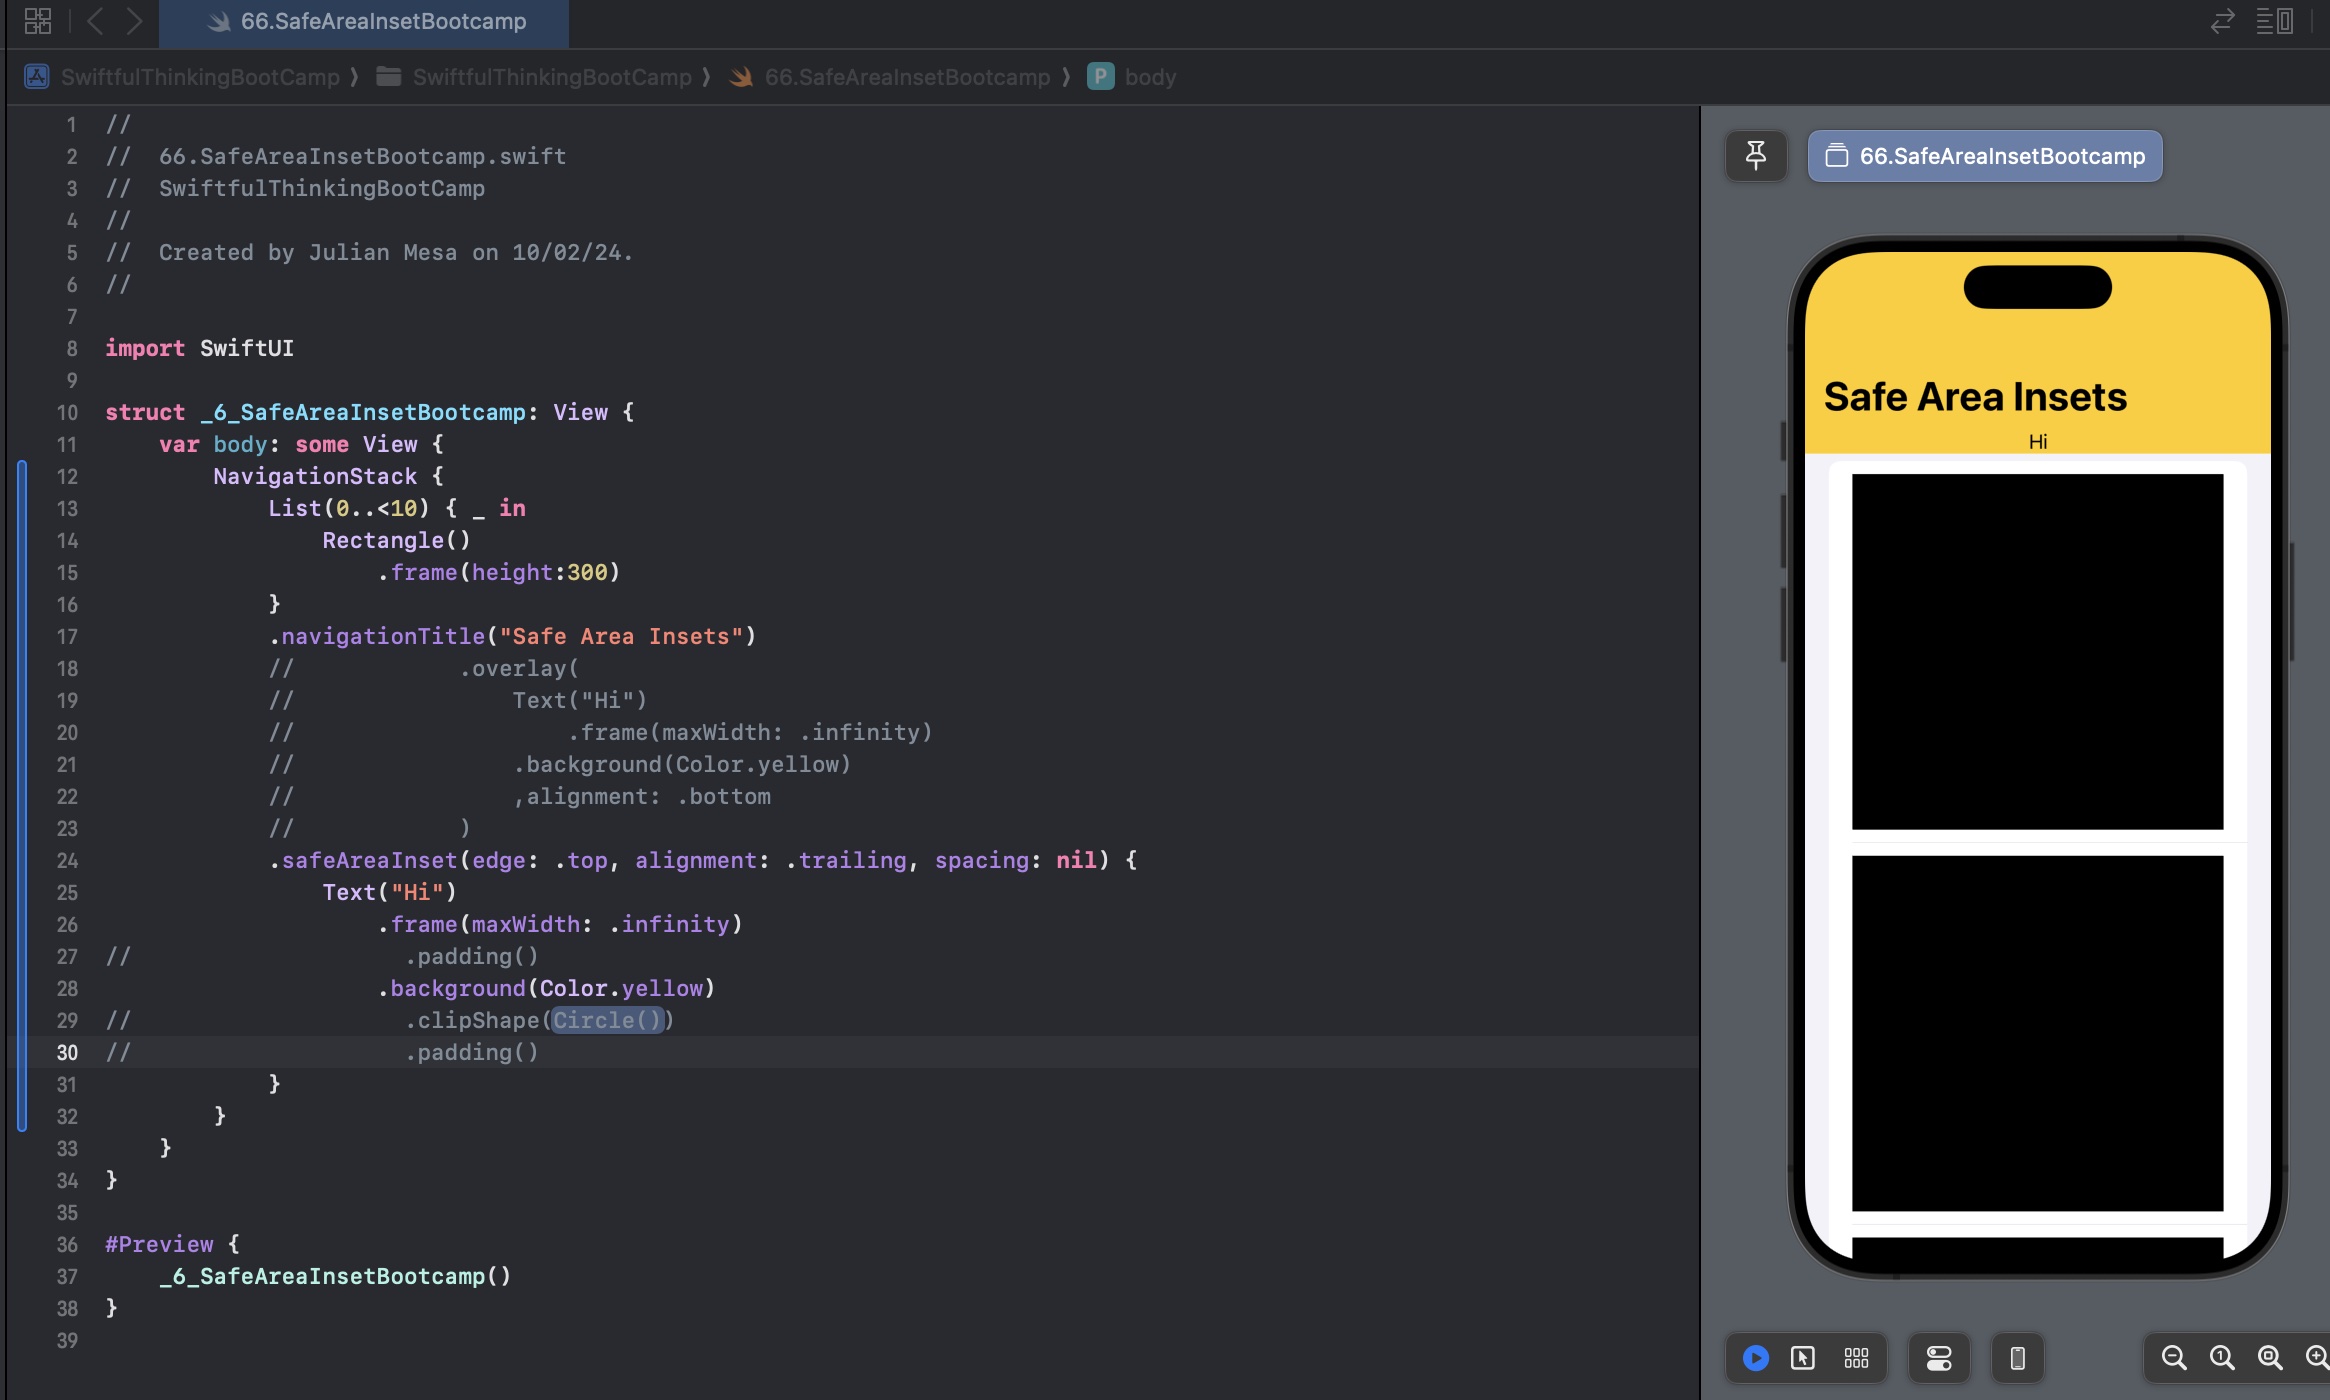 66.SafeAreaInsetBootcamp
SwiftfulThinkingBootCamp ⟩ SwiftfulThinkingBootCamp ⟩ 66.SafeAreaInsetBootcamp ⟩ P body
1 //
2 //  66.SafeAreaInsetBootcamp.swift
3 //  SwiftfulThinkingBootCamp
4 //
5 //  Created by Julian Mesa on 10/02/24.
6 //
7
8 import SwiftUI
9
10 struct _6_SafeAreaInsetBootcamp: View {
11     var body: some View {
12         NavigationStack {
13             List(0..<10) { _ in
14                 Rectangle()
15                     .frame(height:300)
16             }
17             .navigationTitle("Safe Area Insets")
18             //            .overlay(
19             //                Text("Hi")
20             //                    .frame(maxWidth: .infinity)
21             //                .background(Color.yellow)
22             //                ,alignment: .bottom
23             //            )
24             .safeAreaInset(edge: .top, alignment: .trailing, spacing: nil) {
25                 Text("Hi")
26                     .frame(maxWidth: .infinity)
27 //                    .padding()
28                     .background(Color.yellow)
29 //                    .clipShape(Circle())
30 //                    .padding()
31             }
32         }
33     }
34 }
35
36 #Preview {
37     _6_SafeAreaInsetBootcamp()
38 }
39
66.SafeAreaInsetBootcamp
Safe Area Insets
Hi